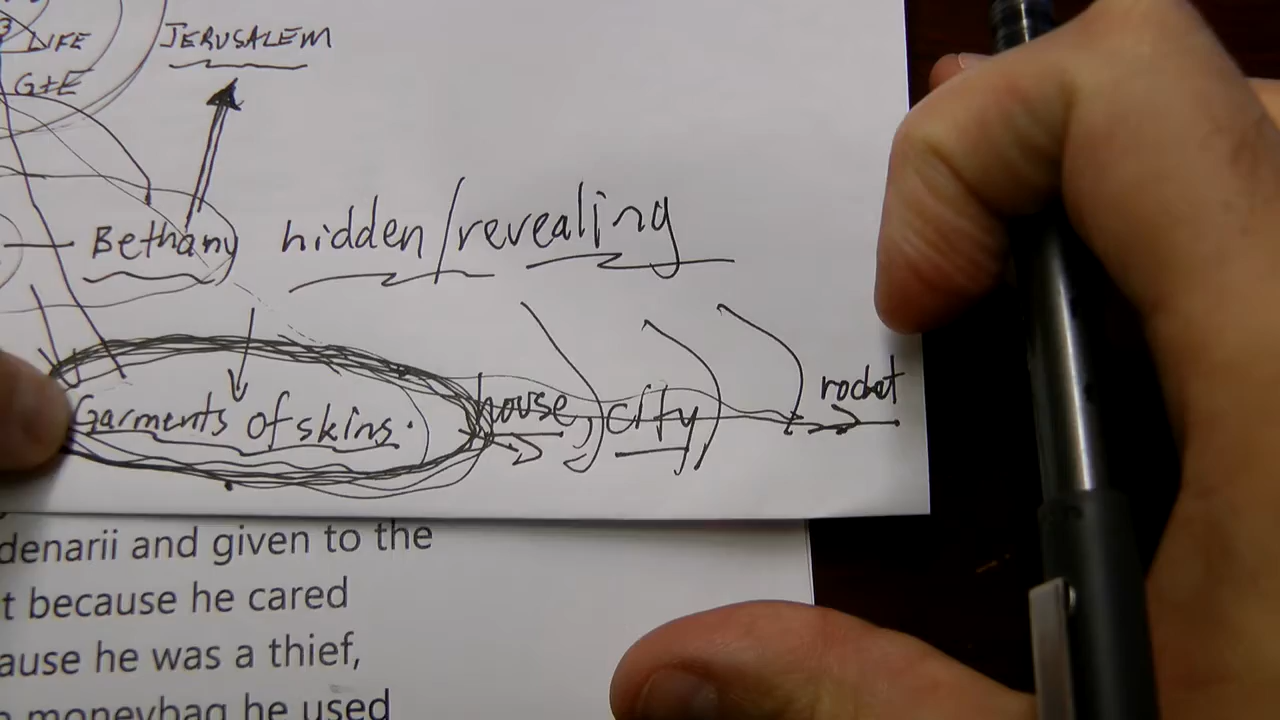 LIFE JERUSALEM
G+E
Bethany hidden/revealing
Garments of skins. house, city rocket
denarii and given to the
t because he cared
ause he was a thief,
moneybag he used